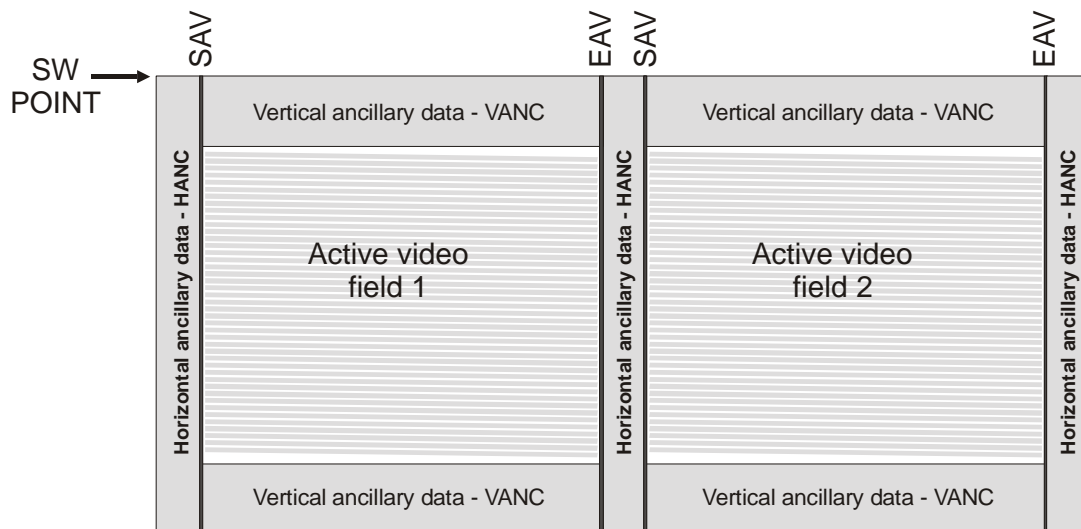 SAV
EAV
SAV
EAV
SW
POINT
Vertical ancillary data - VANC
Vertical ancillary data - VANC
Horizontal ancillary data - HANC
Active video
field 1
Horizontal ancillary data - HANC
Active video
field 2
Horizontal ancillary data - HANC
Vertical ancillary data - VANC
Vertical ancillary data - VANC